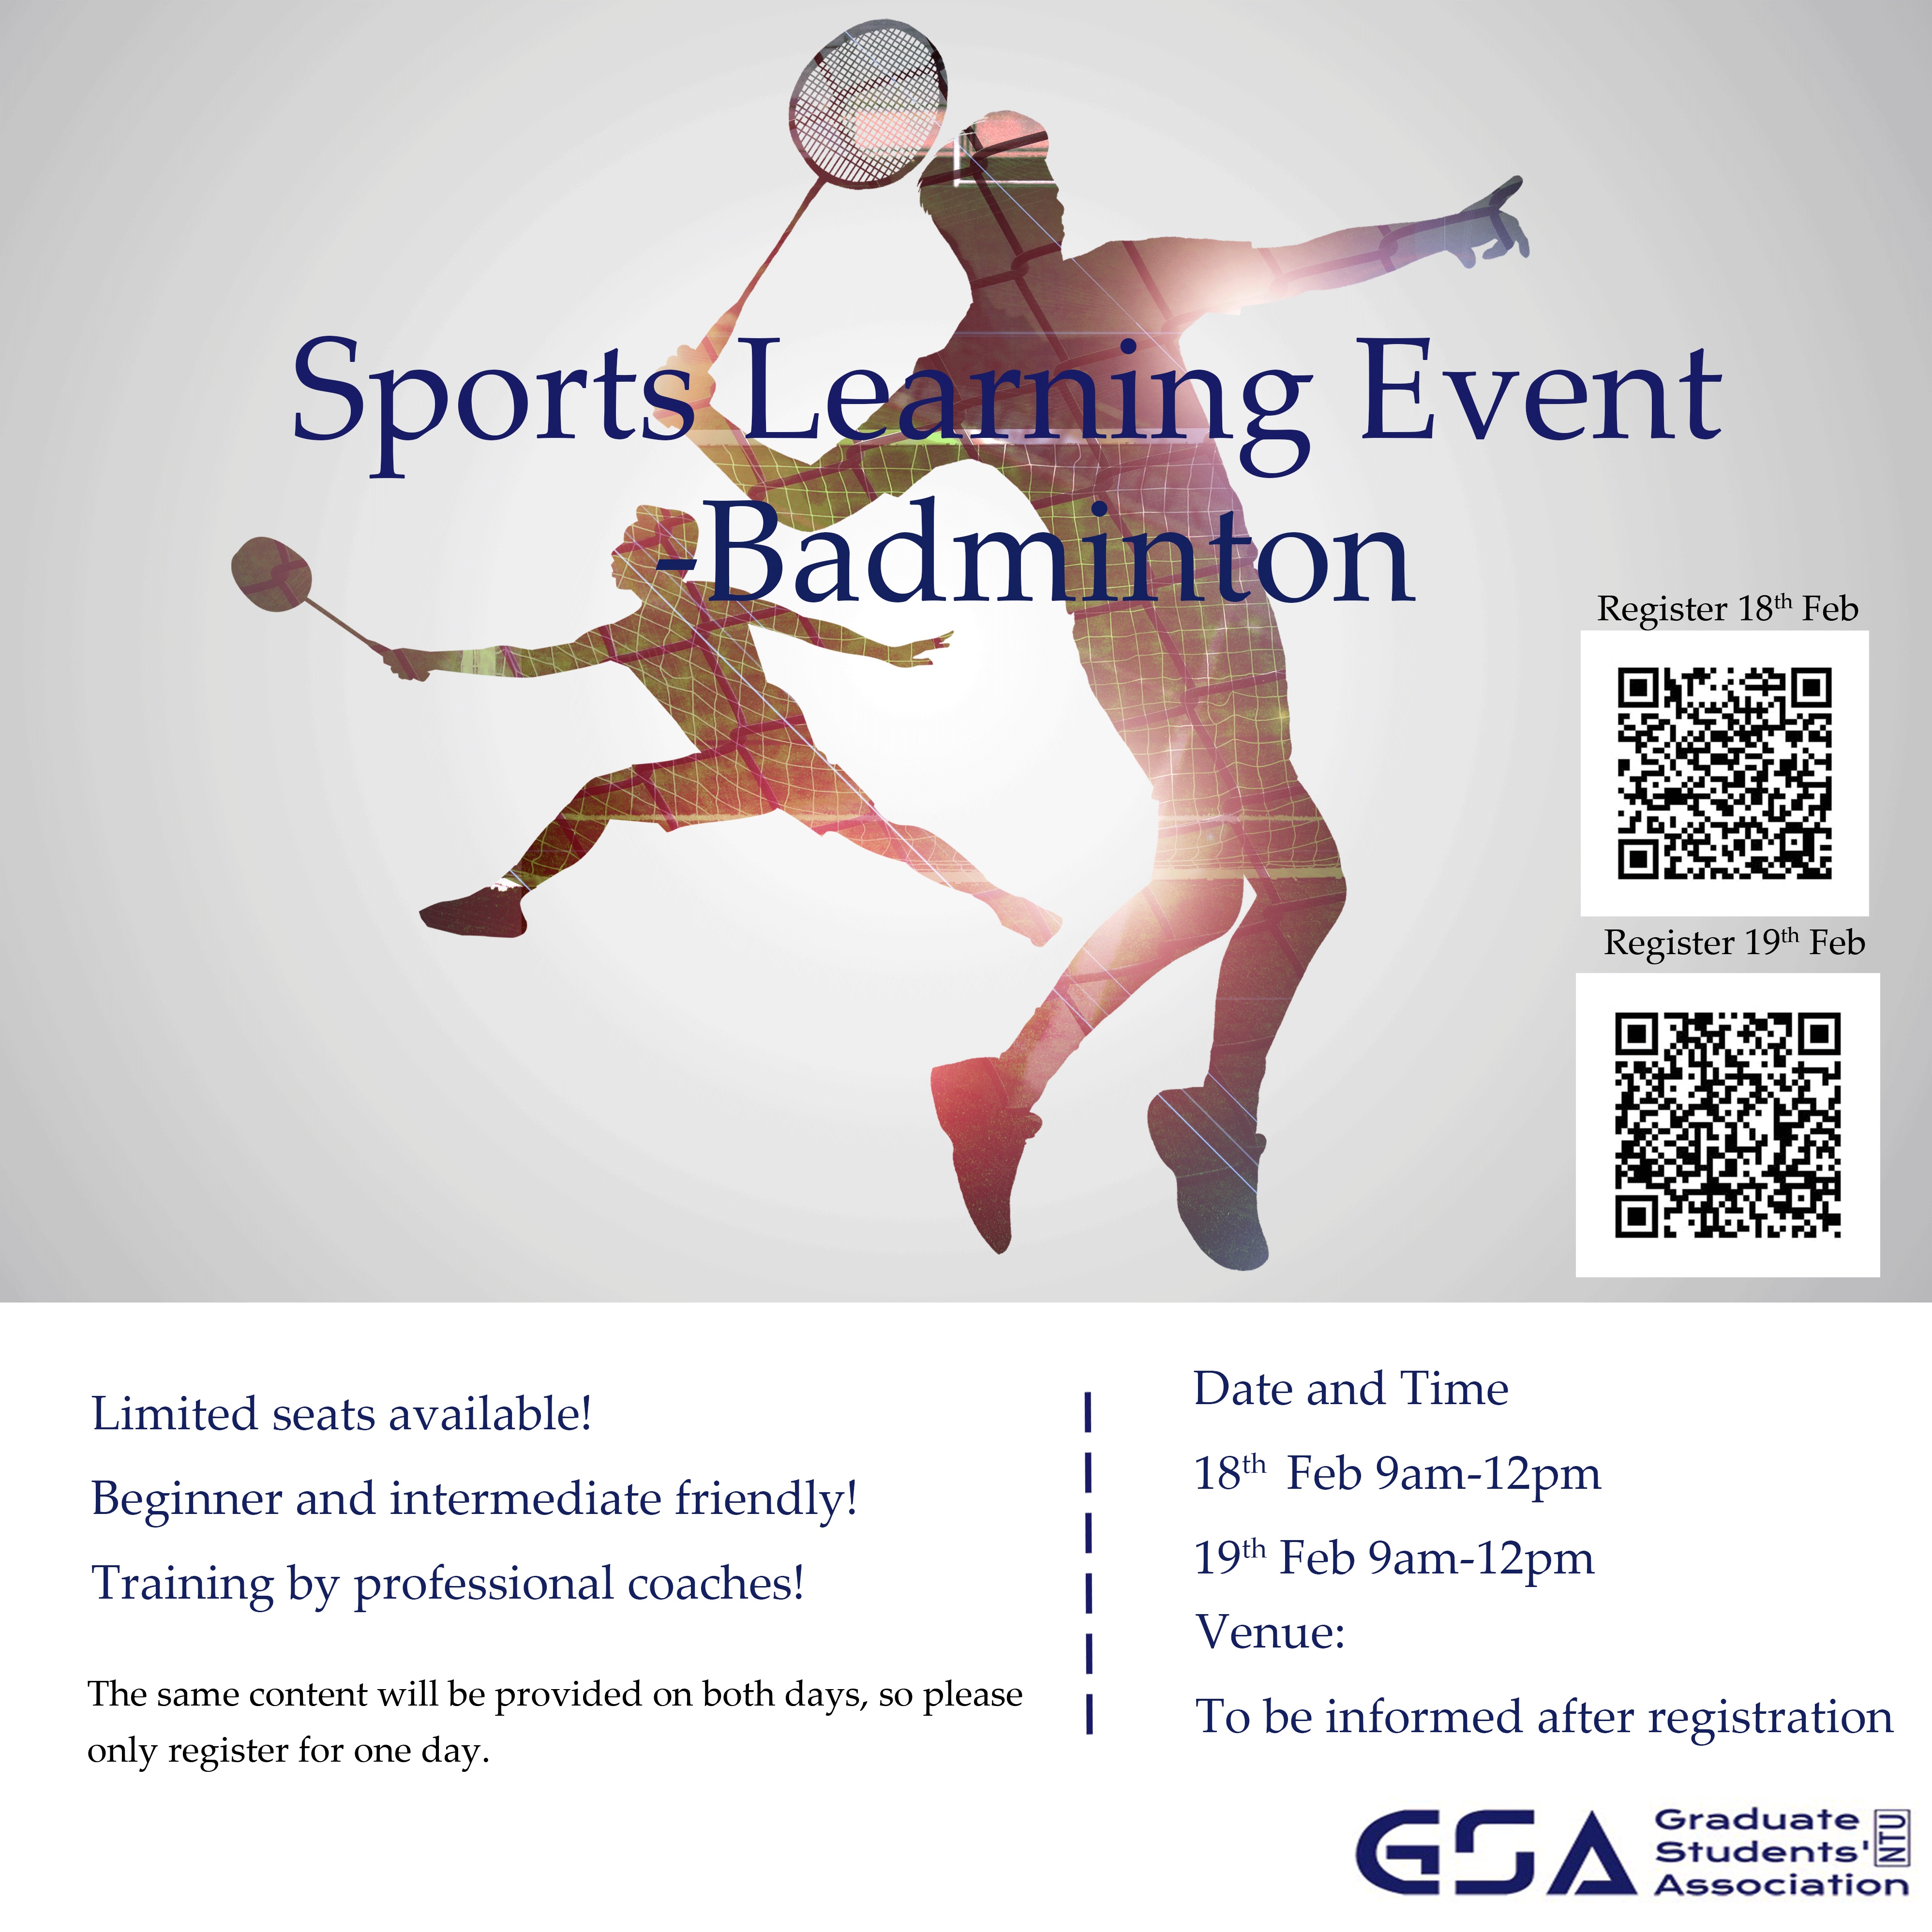 Sports Learning Event
-Badminton
Register 18th Feb
Register 19th Feb
Limited seats available!
Beginner and intermediate friendly!
Training by professional coaches!
The same content will be provided on both days, so please
only register for one day.
Date and Time
18th Feb 9am-12pm
19th Feb 9am-12pm
Venue:
To be informed after registration
GSA
Graduate
Students'
Association
NTU